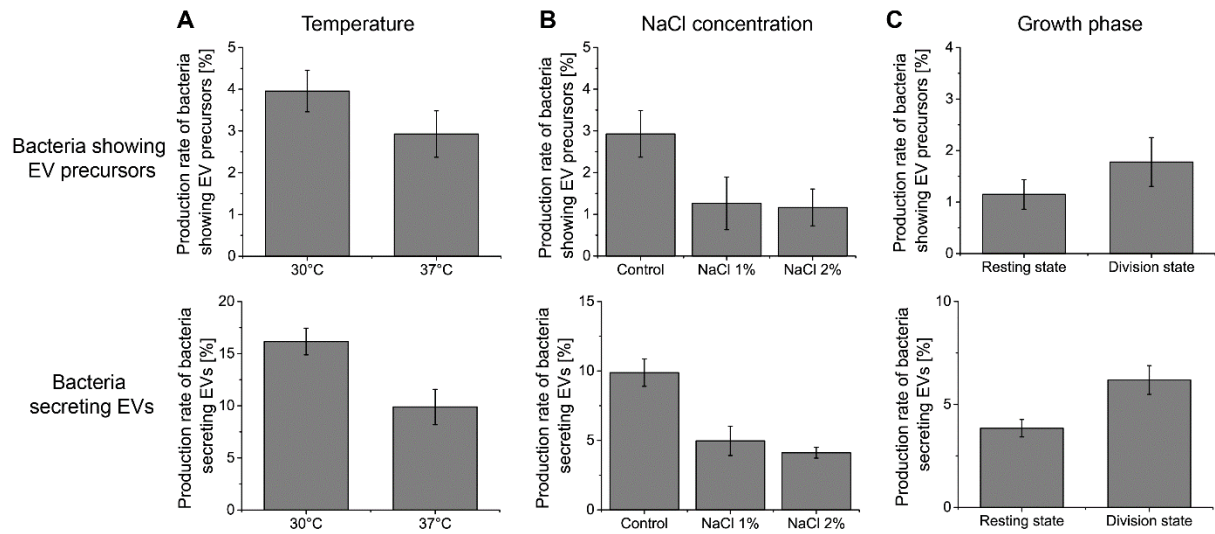 A Temperature
B NaCl concentration
C Growth phase
Bacteria showing
EV precursors
Production rate of bacteria
showing EV precursors [%]
5
4
3
2
1
0
30°C 37°C
Production rate of bacteria
showing EV precursors [%]
5
4
3
2
1
0
Control NaCl 1% NaCl 2%
Production rate of bacteria
showing EV precursors [%]
4
3
2
1
0
Resting state Division state
Bacteria
secreting EVs
Production rate of bacteria
secreting EVs [%]
20
15
10
5
0
30°C 37°C
Production rate of bacteria
secreting EVs [%]
15
10
5
0
Control NaCl 1% NaCl 2%
Production rate of bacteria
secreting EVs [%]
10
5
0
Resting state Division state